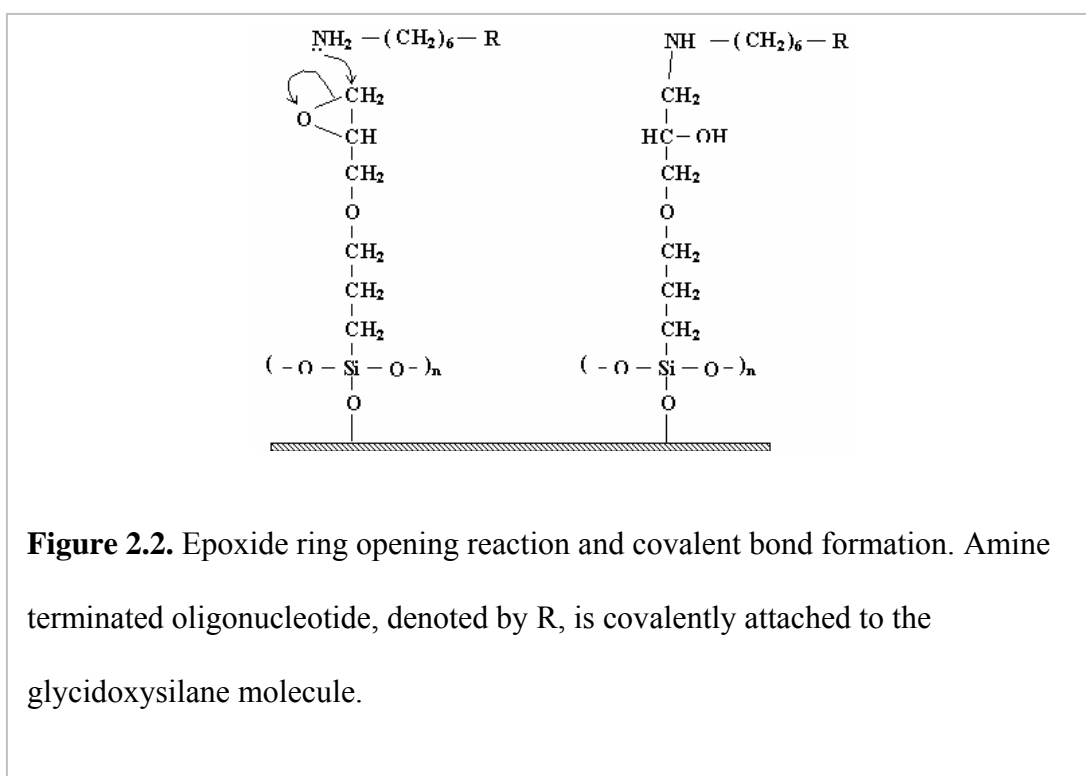 NH₂ –(CH₂)₆– R NH –(CH₂)₆– R
CH₂ CH₂
O
CH HC– OH
CH₂ CH₂
O O
CH₂ CH₂
CH₂ CH₂
CH₂ CH₂
( - O – Si – O - )ₙ ( - O – Si – O - )ₙ
O O
Figure 2.2. Epoxide ring opening reaction and covalent bond formation. Amine
terminated oligonucleotide, denoted by R, is covalently attached to the
glycidoxysilane molecule.